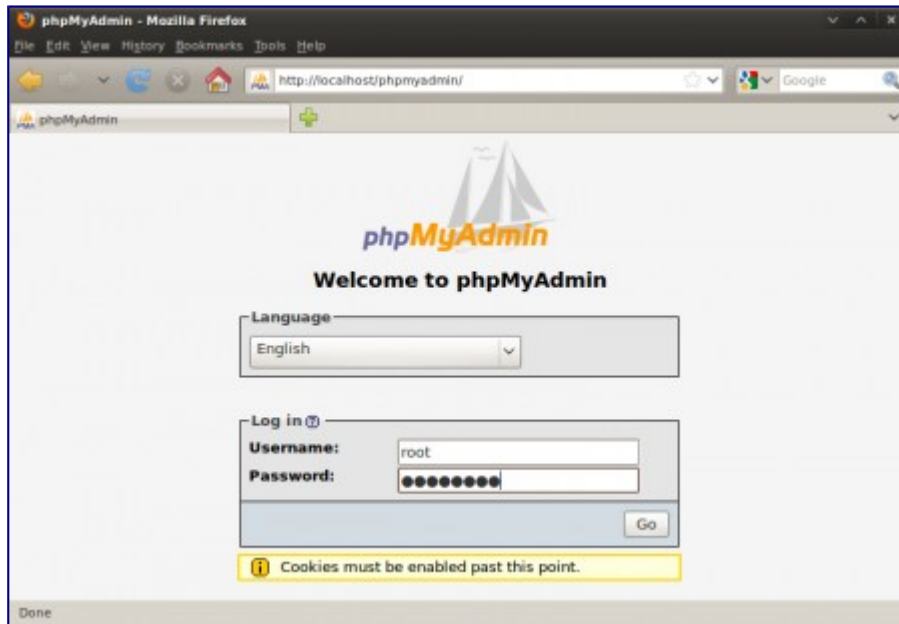 phpMyAdmin - Mozilla Firefox
File Edit View History Bookmarks Tools Help
http://localhost/phpmyadmin/ Google
phpMyAdmin
phpMyAdmin
Welcome to phpMyAdmin
Language
English
Log in
Username: root
Password: ●●●●●●●●
Go
Cookies must be enabled past this point.
Done